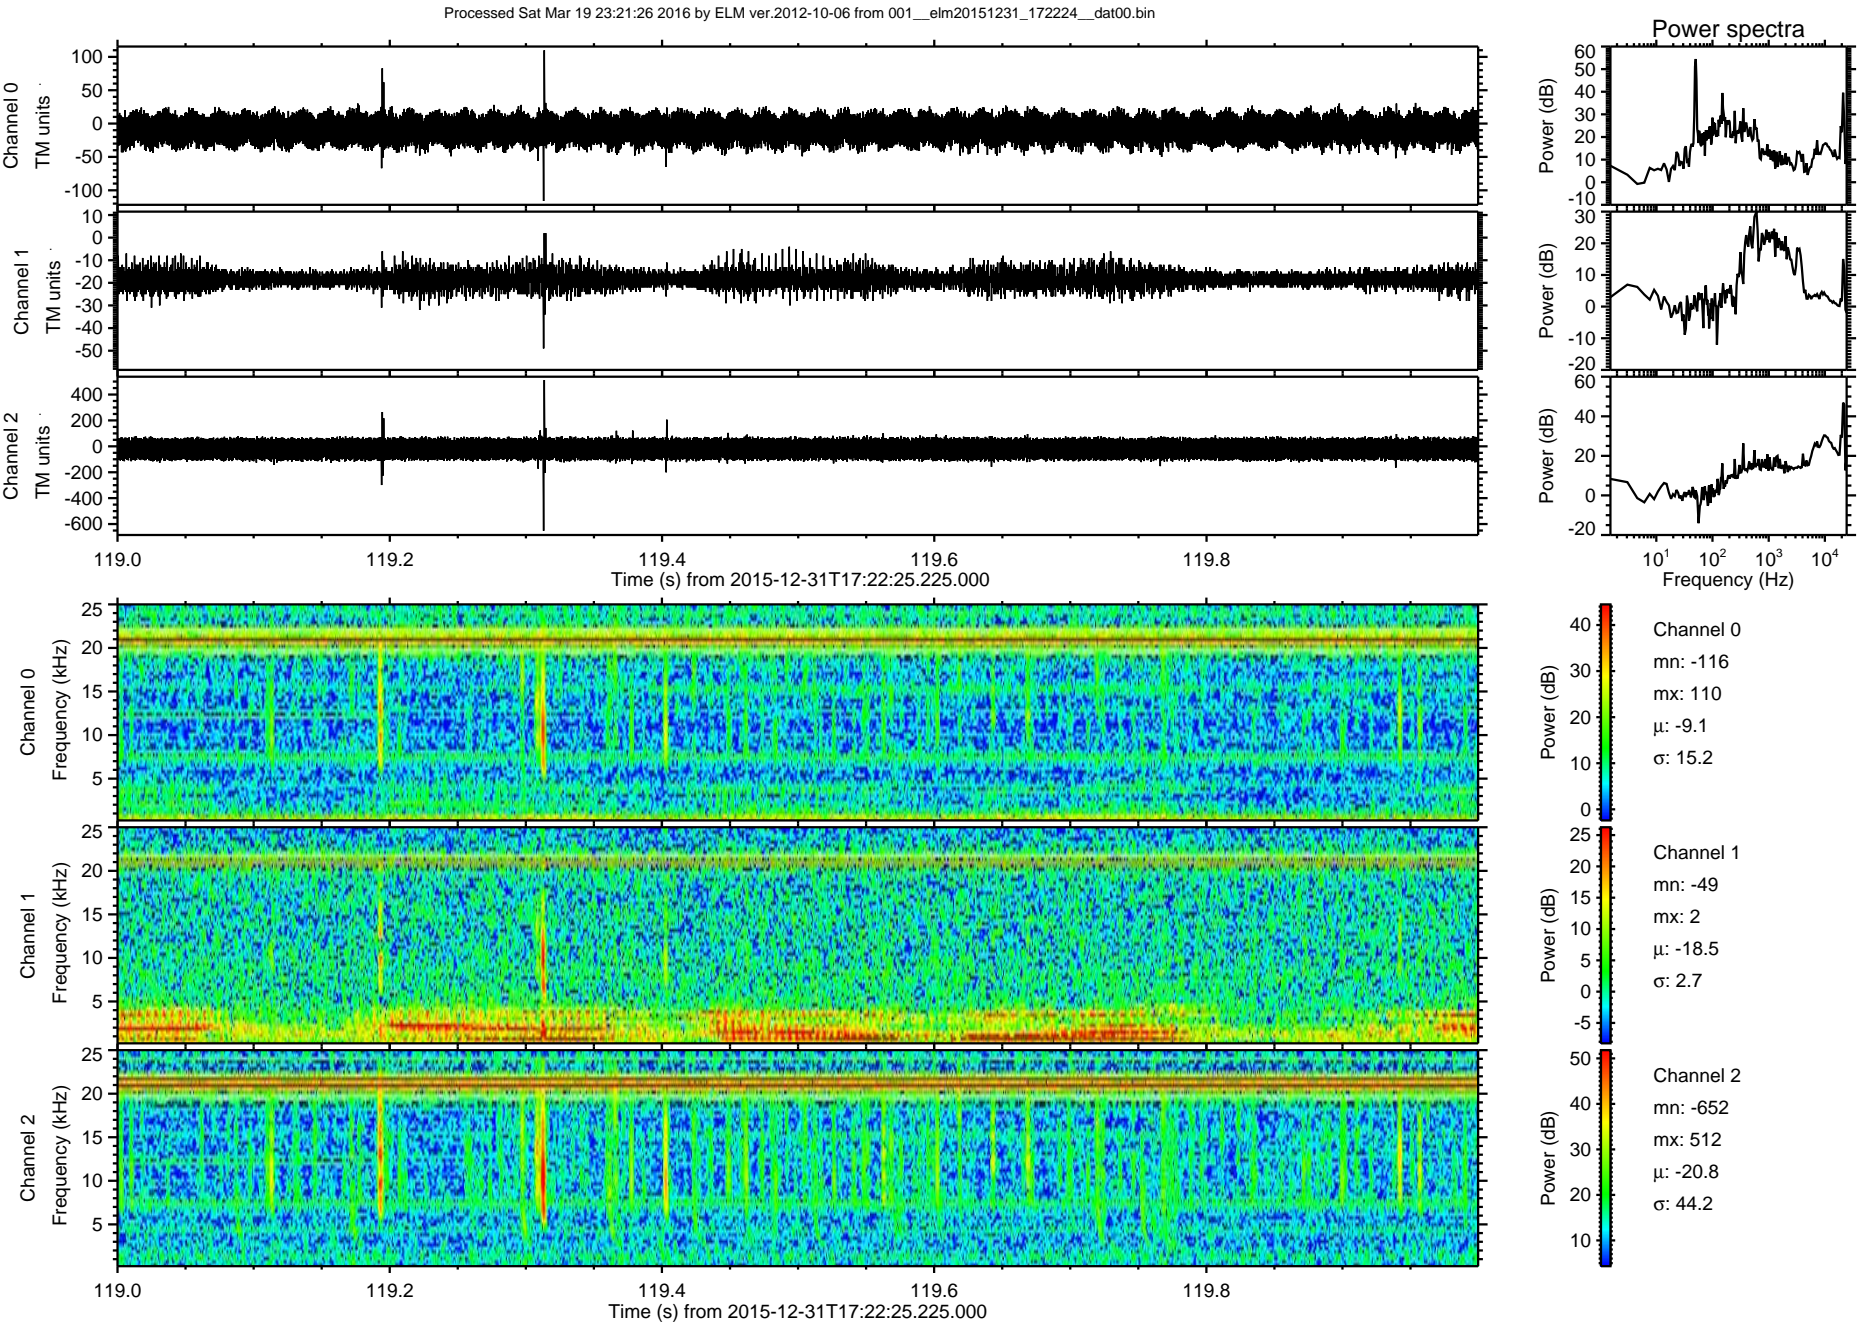 Processed Sat Mar 19 23:21:26 2016 by ELM ver.2012-10-06 from 001__elm20151231_172224__dat00.bin
Power spectra
Channel 0
TM units
100
50
0
-50
-100
Power (dB)
60
50
40
30
20
10
0
-10
Channel 1
TM units
10
0
-10
-20
-30
-40
-50
Power (dB)
30
20
10
0
-10
-20
Channel 2
TM units
400
200
0
-200
-400
-600
Power (dB)
60
40
20
0
-20
119.0 119.2 119.4 119.6 119.8
Time (s) from 2015-12-31T17:22:25.225.000
10^1 10^2 10^3 10^4
Frequency (Hz)
Channel 0
Frequency (kHz)
25
20
15
10
5
Power (dB)
40
30
20
10
0
Channel 0
mn: -116
mx: 110
μ: -9.1
σ: 15.2
Channel 1
Frequency (kHz)
25
20
15
10
5
Power (dB)
25
20
15
10
5
0
-5
Channel 1
mn: -49
mx: 2
μ: -18.5
σ: 2.7
Channel 2
Frequency (kHz)
25
20
15
10
5
Power (dB)
50
40
30
20
10
Channel 2
mn: -652
mx: 512
μ: -20.8
σ: 44.2
119.0 119.2 119.4 119.6 119.8
Time (s) from 2015-12-31T17:22:25.225.000